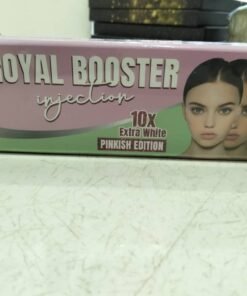 ROYAL BOOSTER
injection
10X
Extra White
PINKISH EDITION